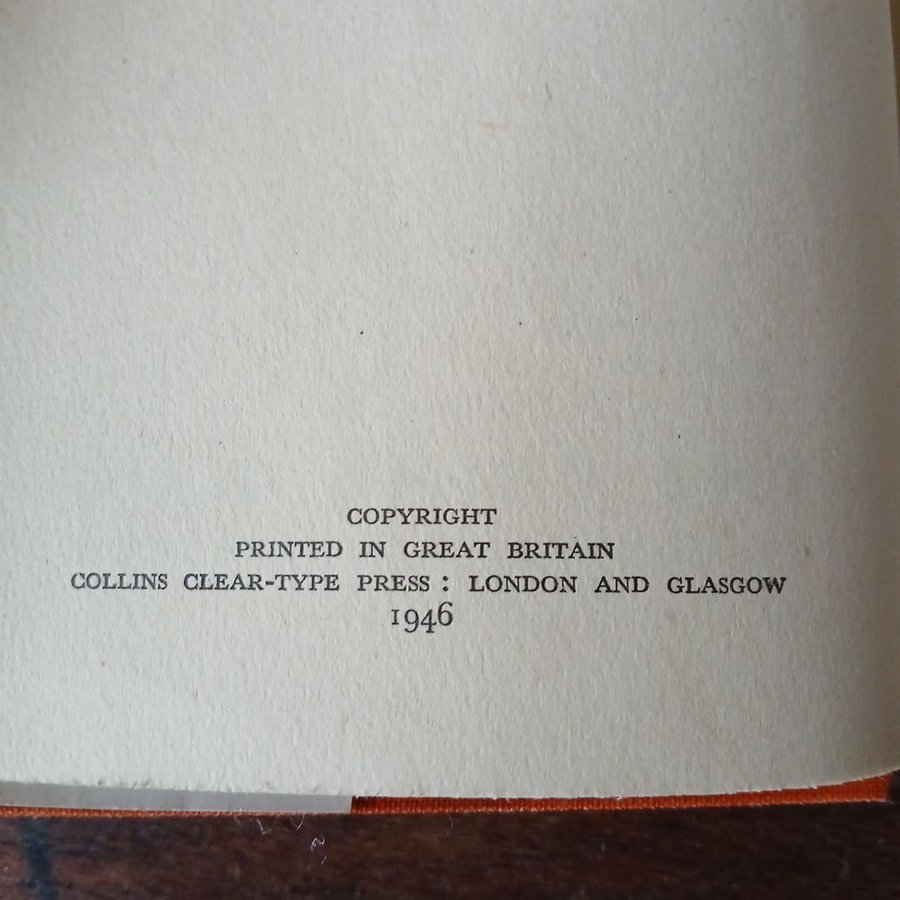 COPYRIGHT
PRINTED IN GREAT BRITAIN
COLLINS CLEAR-TYPE PRESS : LONDON AND GLASGOW
1946